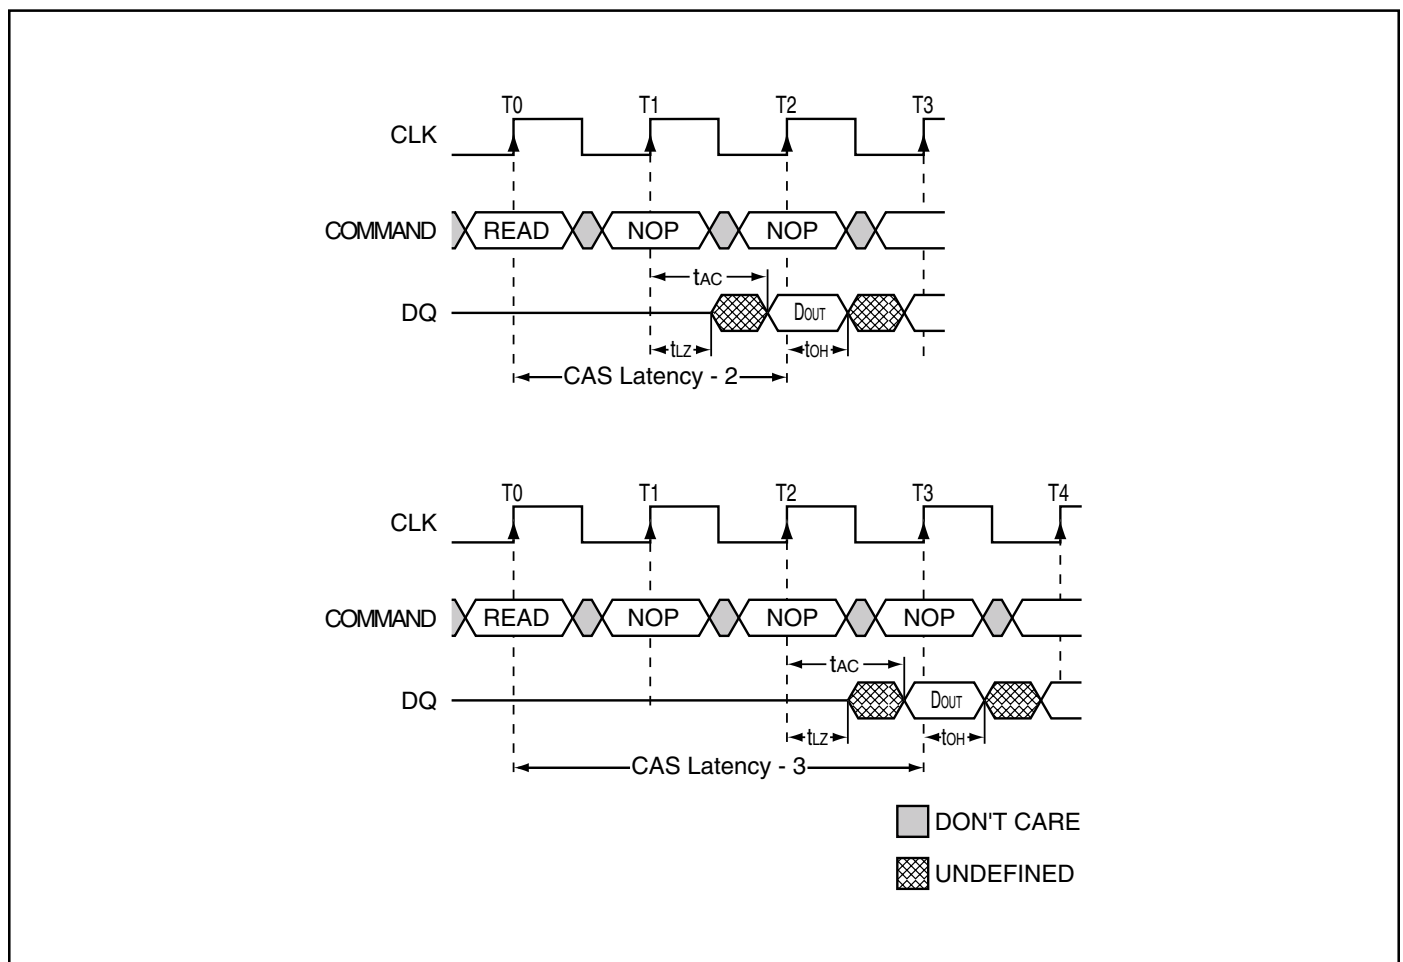 T0 T1 T2 T3
CLK
COMMAND READ NOP NOP
tAC
DQ DOUT
tLZ tOH
CAS Latency - 2
T0 T1 T2 T3 T4
CLK
COMMAND READ NOP NOP NOP
tAC
DQ DOUT
tLZ tOH
CAS Latency - 3
DON'T CARE
UNDEFINED